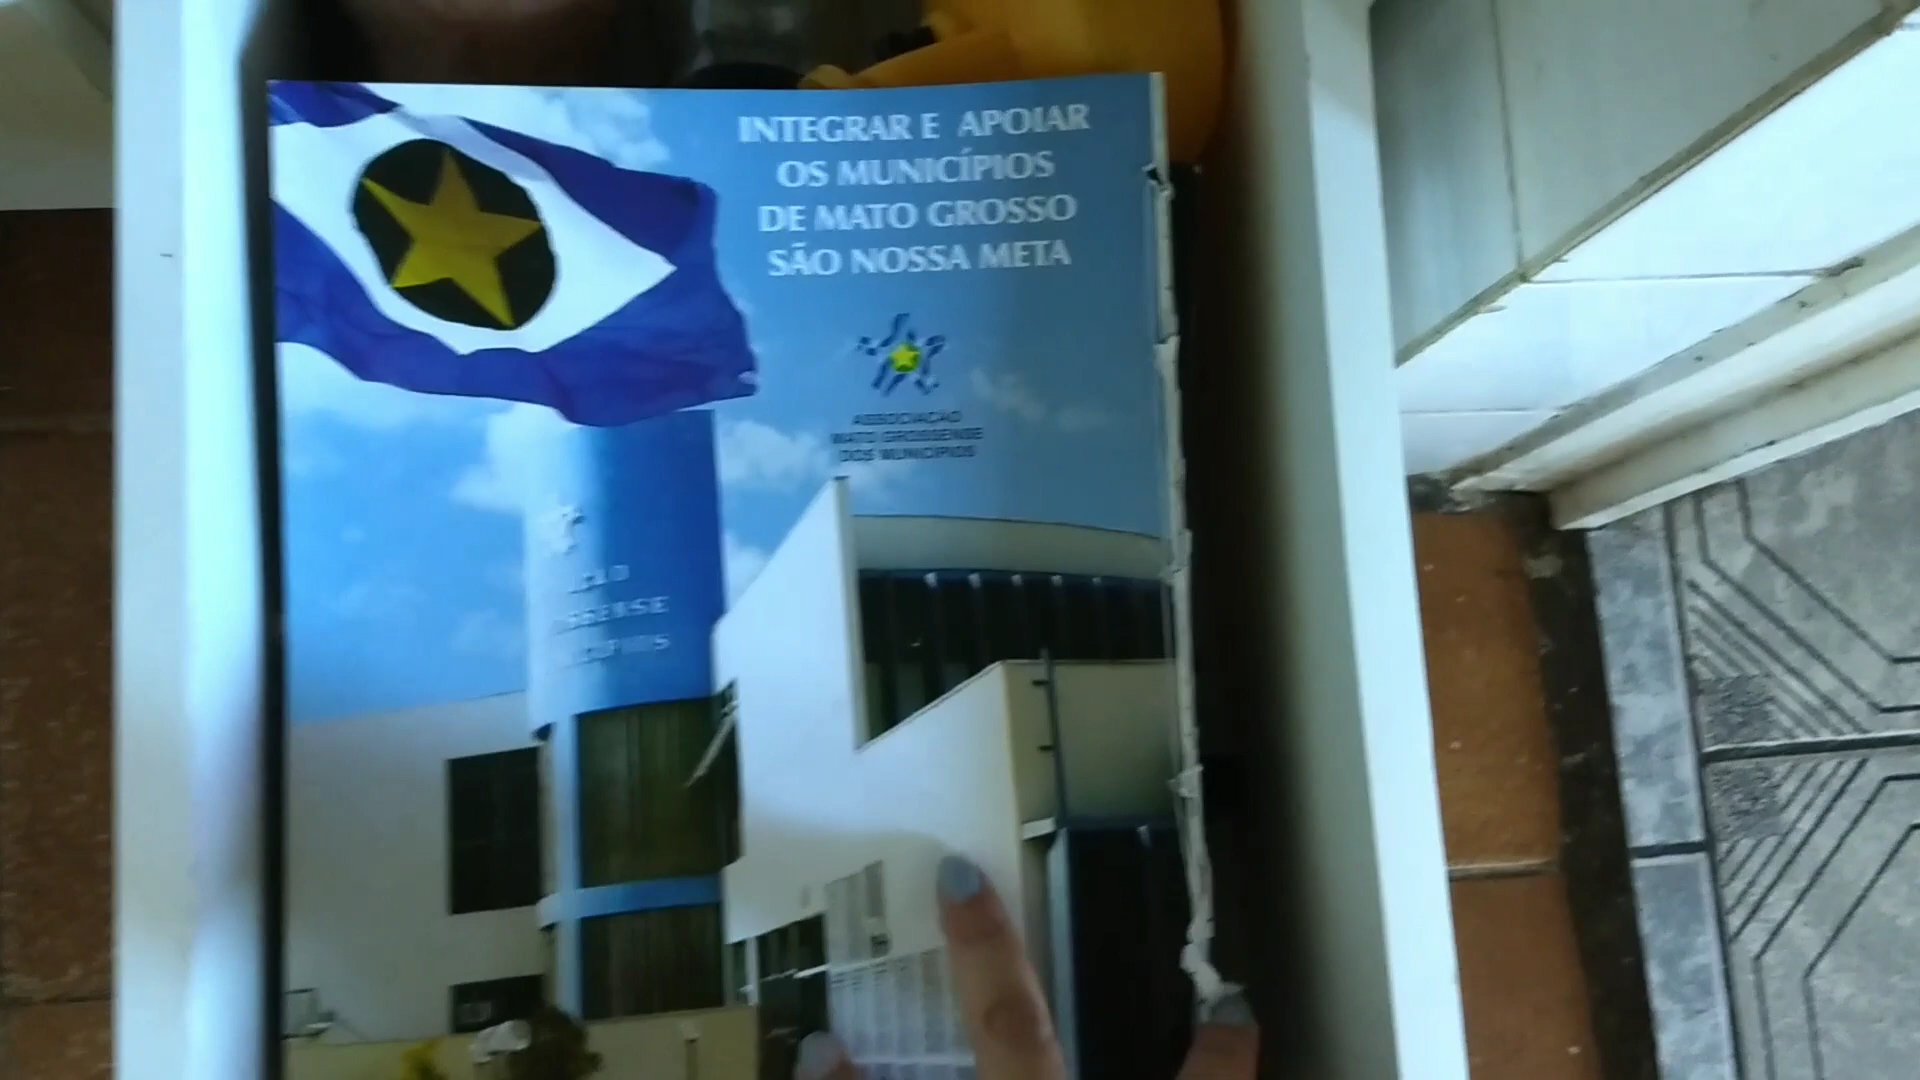 INTEGRAR E APOIAR
OS MUNICÍPIOS
DE MATO GROSSO
SÃO NOSSA META
ASSOCIAÇÃO
MATO GROSSENSE
DOS MUNICÍPIOS